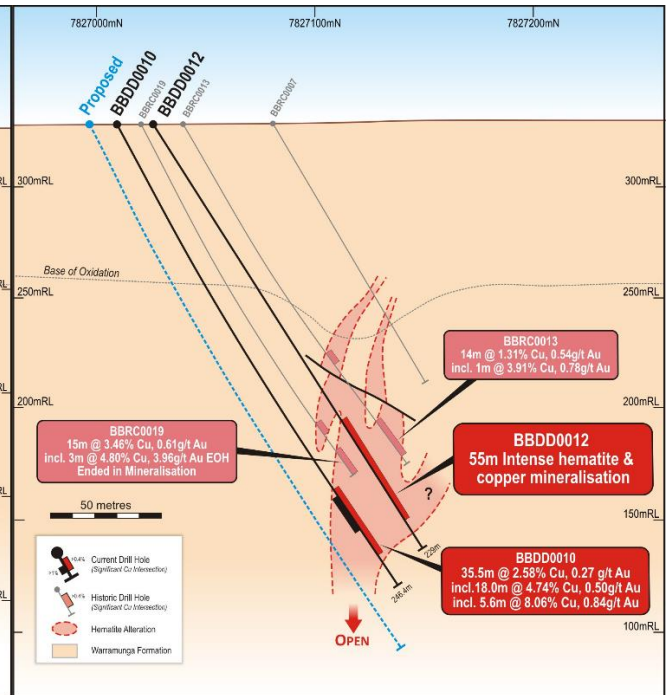 7827000mN
7827100mN
7827200mN
Proposed
BBDD0010
BBRC0019
BBDD0012
BBRC0013
BBRC0007
300mRL
300mRL
Base of Oxidation
250mRL
250mRL
200mRL
200mRL
BBRC0013
14m @ 1.31% Cu, 0.54g/t Au
incl. 1m @ 3.91% Cu, 0.78g/t Au
BBRC0019
15m @ 3.46% Cu, 0.61g/t Au
incl. 3m @ 4.80% Cu, 3.96g/t Au EOH
Ended in Mineralisation
BBDD0012
55m Intense hematite &
copper mineralisation
?
150mRL
50 metres
229m
246.4m
BBDD0010
35.5m @ 2.58% Cu, 0.27 g/t Au
incl.18.0m @ 4.74% Cu, 0.50g/t Au
incl. 5.6m @ 8.06% Cu, 0.84g/t Au
Current Drill Hole
(Significant Cu Intersection)
Historic Drill Hole
(Significant Cu Intersection)
Hematite Alteration
Warramunga Formation
OPEN
100mRL